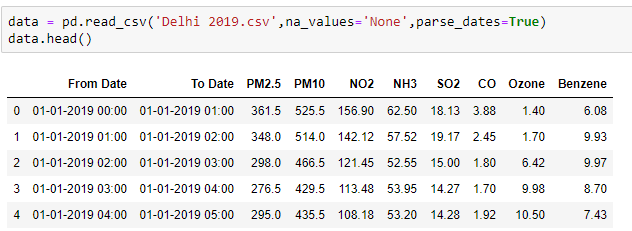 data = pd.read_csv('Delhi 2019.csv',na_values='None',parse_dates=True)
data.head()
From Date To Date PM2.5 PM10 NO2 NH3 SO2 CO Ozone Benzene
0 01-01-2019 00:00 01-01-2019 01:00 361.5 525.5 156.90 62.50 18.13 3.88 1.40 6.08
1 01-01-2019 01:00 01-01-2019 02:00 348.0 514.0 142.12 57.52 19.17 2.45 1.70 9.93
2 01-01-2019 02:00 01-01-2019 03:00 298.0 466.5 121.45 52.55 15.00 1.80 6.42 9.97
3 01-01-2019 03:00 01-01-2019 04:00 276.5 429.5 113.48 53.95 14.27 1.70 9.98 8.70
4 01-01-2019 04:00 01-01-2019 05:00 295.0 435.5 108.18 53.20 14.28 1.92 10.50 7.43